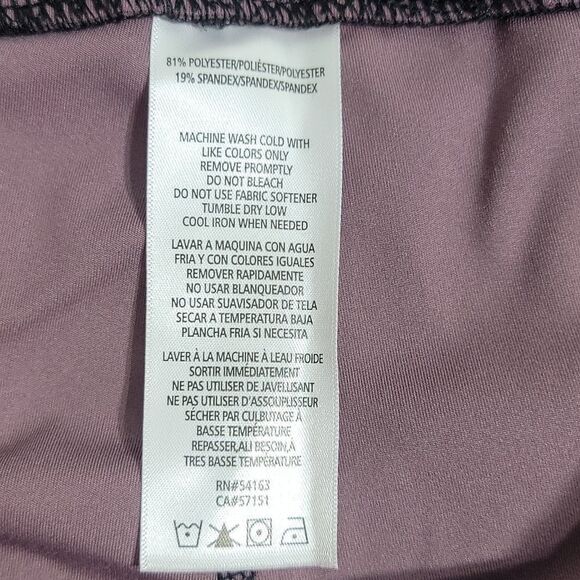 81% POLYESTER/POLIÉSTER/POLYESTER
19% SPANDEX/SPANDEX/SPANDEX
MACHINE WASH COLD WITH
LIKE COLORS ONLY
REMOVE PROMPTLY
DO NOT BLEACH
DO NOT USE FABRIC SOFTENER
TUMBLE DRY LOW
COOL IRON WHEN NEEDED
LAVAR A MAQUINA CON AGUA
FRIA Y CON COLORES IGUALES
REMOVER RAPIDAMENTE
NO USAR BLANQUEADOR
NO USAR SUAVISADOR DE TELA
SECAR A TEMPERATURA BAJA
PLANCHA FRIA SI NECESITA
LAVER À LA MACHINE À LEAU FROIDE
SORTIR IMMÉDIATEMENT
NE PAS UTILISER DE JAVELLISANT
NE PAS UTILISER D'ASSOUPLISSEUR
SÉCHER PAR CULBUTAGE À
BASSE TEMPÉRATURE
REPASSER,ALI BESOIN,A
TRES BASSE TEMPÉRATURE
RN#54163
CA#57151